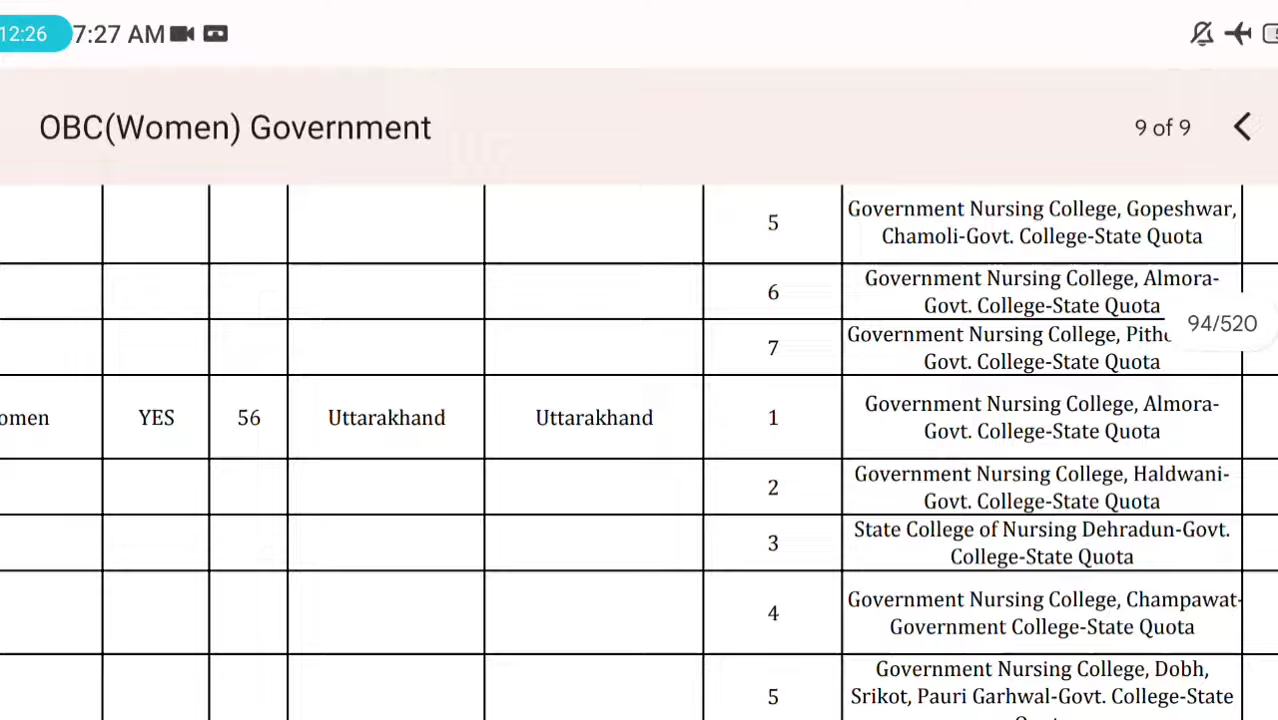 12:26 7:27 AM
OBC(Women) Government 9 of 9
5 Government Nursing College, Gopeshwar,
Chamoli-Govt. College-State Quota
6 Government Nursing College, Almora-
Govt. College-State Quota
94/520
7 Government Nursing College,
Govt. College-State Quota
YES 56 Uttarakhand Uttarakhand 1 Government Nursing College, Almora-
Govt. College-State Quota
2 Government Nursing College, Haldwani-
Govt. College-State Quota
3 State College of Nursing Dehradun-Govt.
College-State Quota
4 Government Nursing College, Champawat-
Government College-State Quota
5 Government Nursing College, Dobh,
Srikot, Pauri Garhwal-Govt. College-State